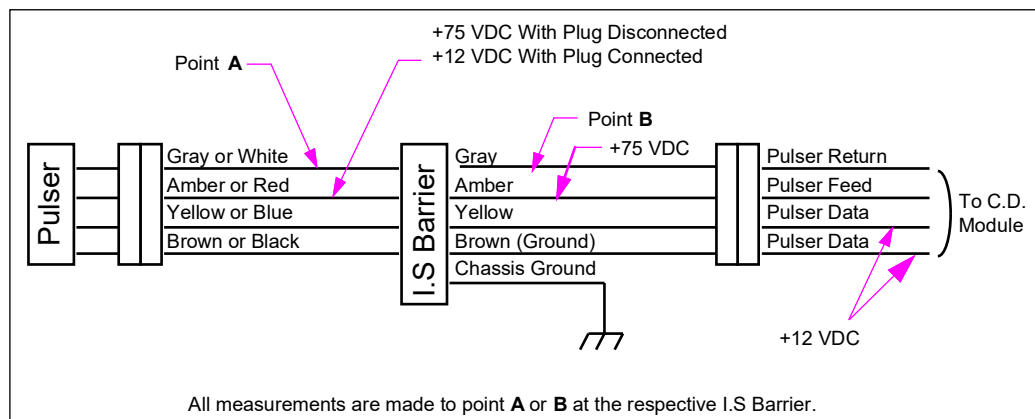 +75 VDC With Plug Disconnected
+12 VDC With Plug Connected
Point A
Point B
+75 VDC
Pulser
Gray or White
Amber or Red
Yellow or Blue
Brown or Black
I.S Barrier
Gray
Amber
Yellow
Brown (Ground)
Chassis Ground
Pulser Return
Pulser Feed
Pulser Data
Pulser Data
To C.D.
Module
+12 VDC
All measurements are made to point A or B at the respective I.S Barrier.